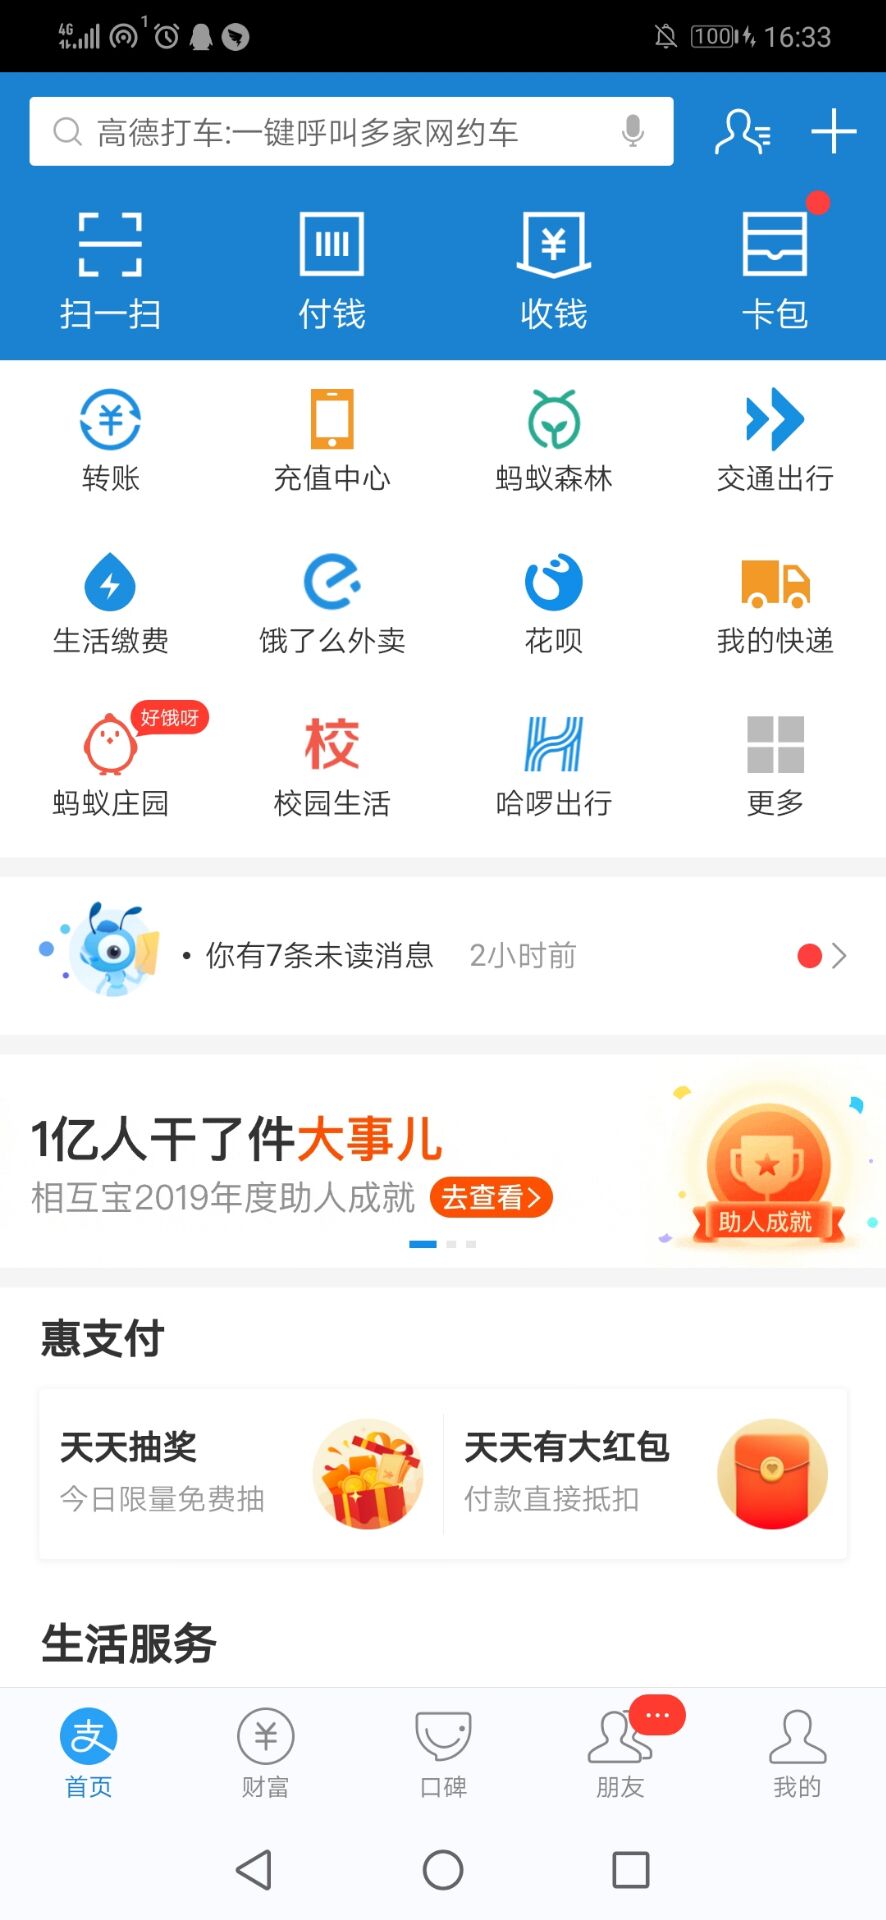 4G
1
100
16:33
高德打车:一键呼叫多家网约车
扫一扫
付钱
收钱
卡包
转账
充值中心
蚂蚁森林
交通出行
生活缴费
饿了么外卖
花呗
我的快递
好饿呀
校
蚂蚁庄园
校园生活
哈啰出行
更多
• 你有7条未读消息 2小时前
1亿人干了件大事儿
相互宝2019年度助人成就 去查看>
助人成就
惠支付
天天抽奖
今日限量免费抽
天天有大红包
付款直接抵扣
生活服务
支
首页
财富
口碑
...
朋友
我的